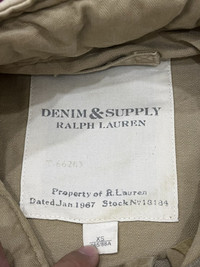 DENIM & SUPPLY
RALPH LAUREN
Property of R.Lauren
Dated Jan.1967 Stock No 18184
XS